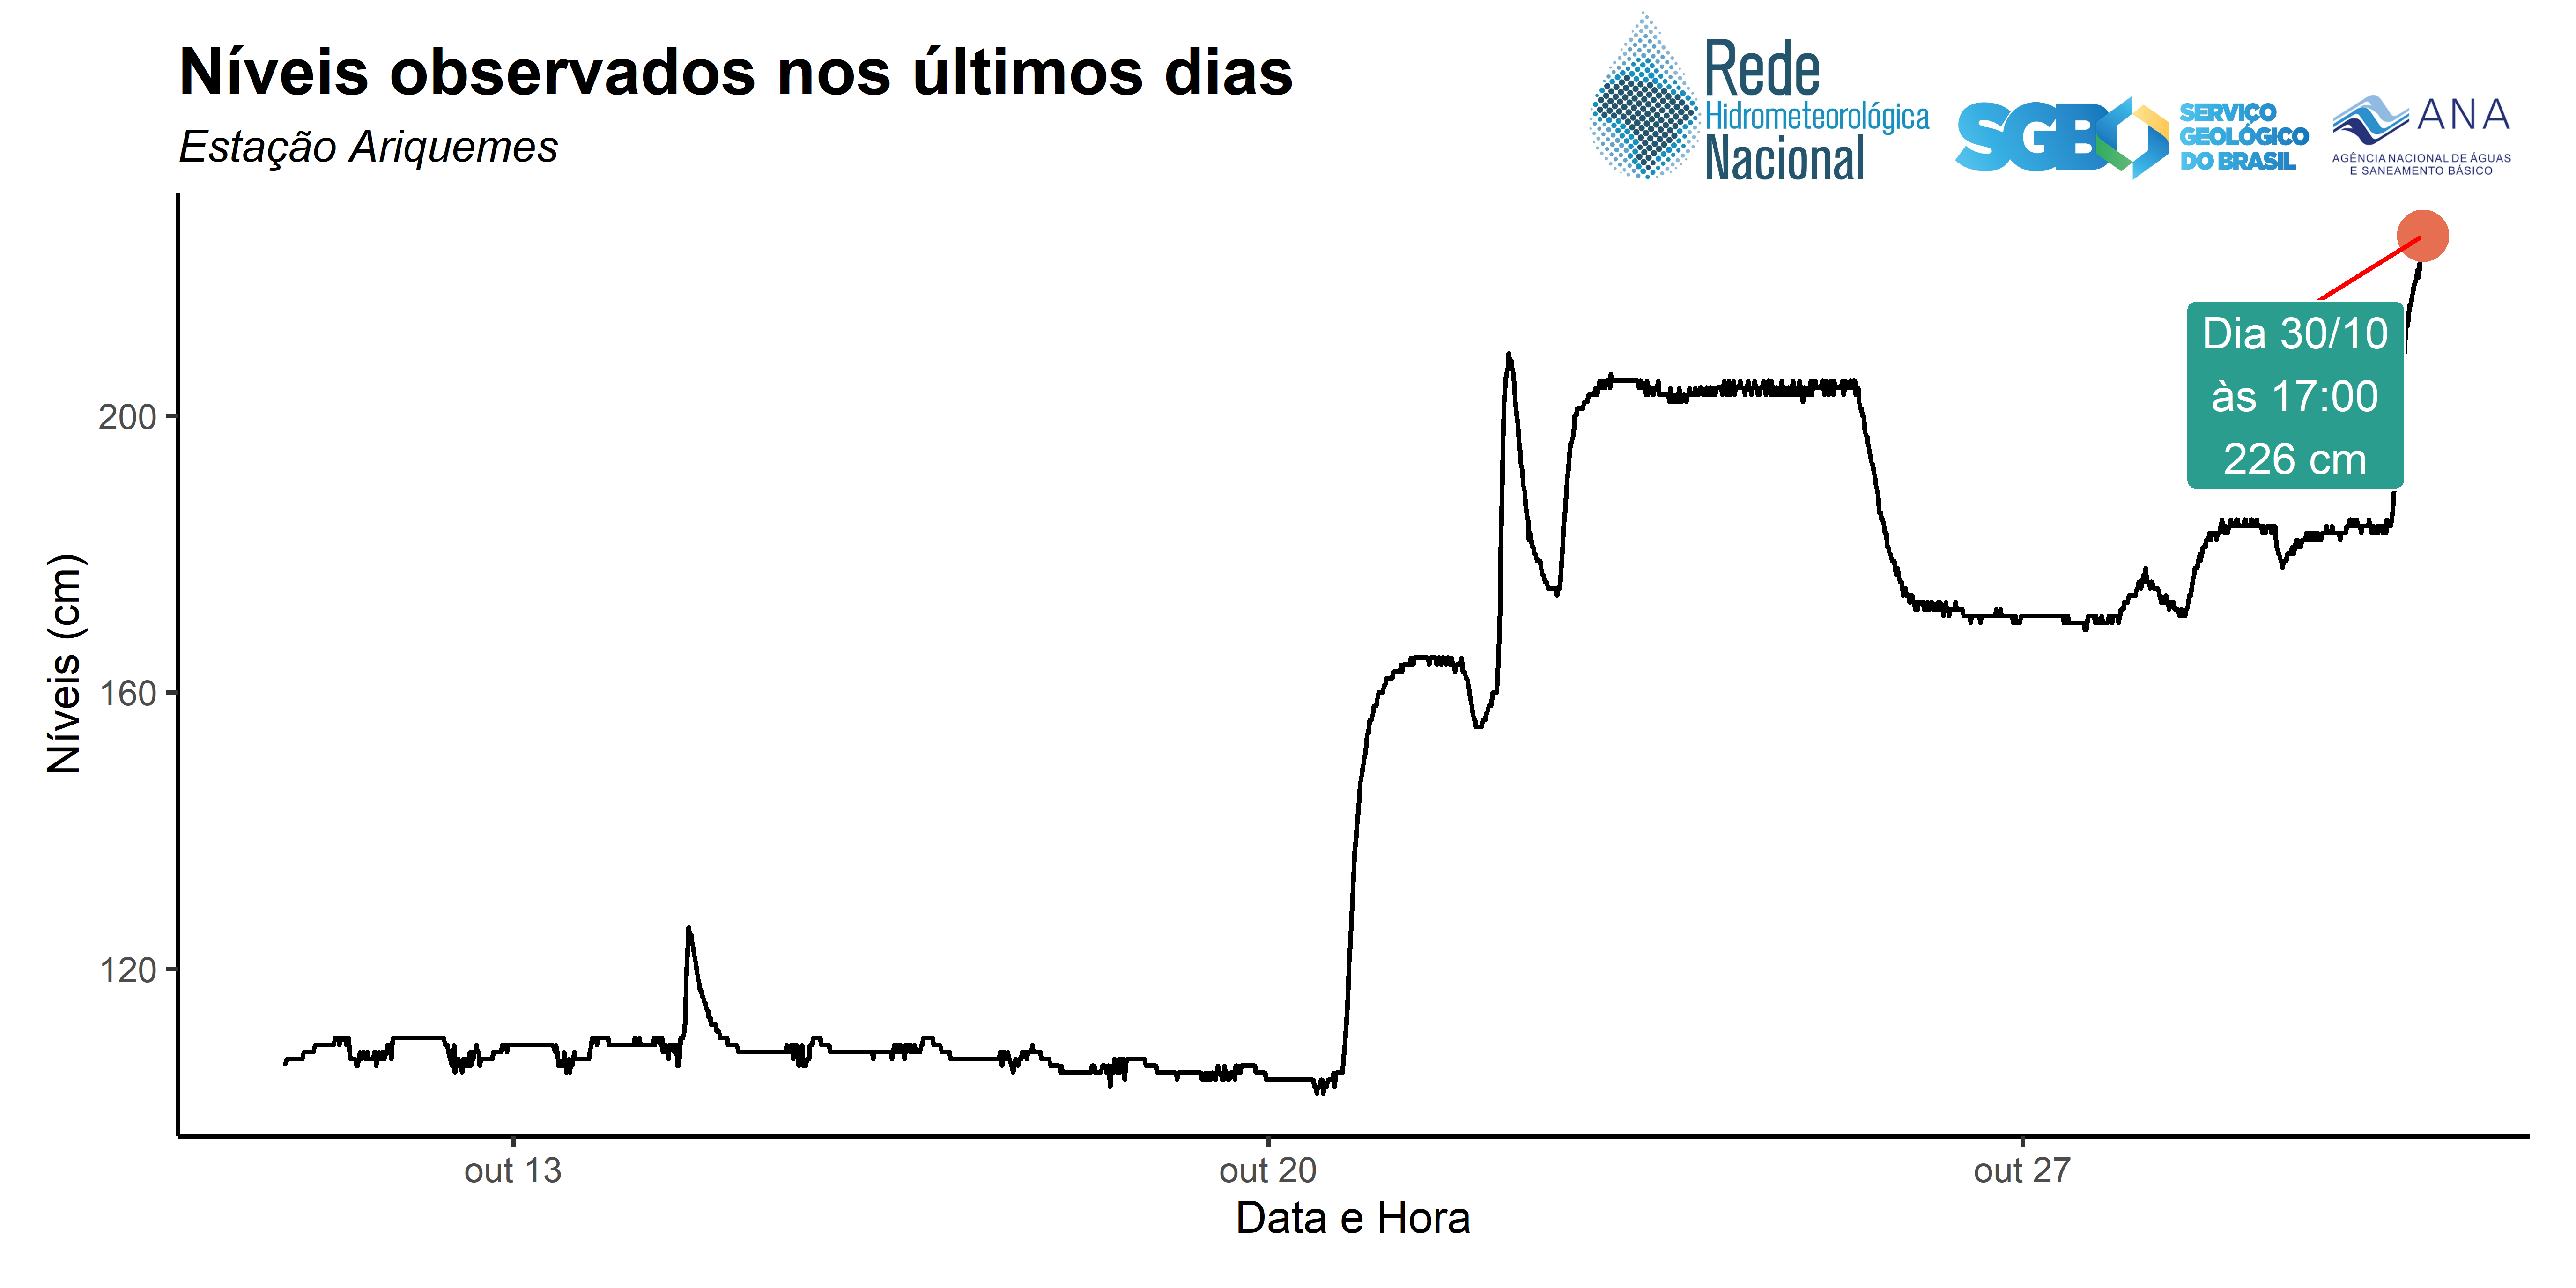 Níveis observados nos últimos dias
Estação Ariquemes
Rede
Hidrometeorológica
Nacional
SGB
SERVIÇO
GEOLÓGICO
DO BRASIL
ANA
AGÊNCIA NACIONAL DE ÁGUAS
E SANEAMENTO BÁSICO
Dia 30/10
às 17:00
226 cm
Níveis (cm)
200
160
120
out 13
out 20
out 27
Data e Hora